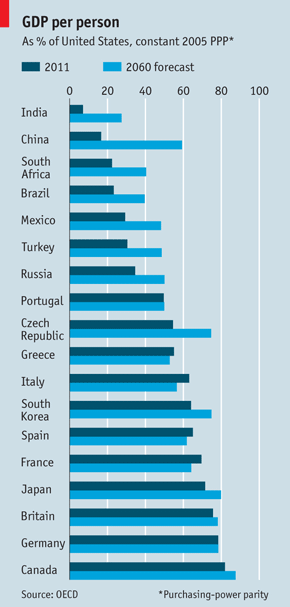 GDP per person
As % of United States, constant 2005 PPP*
2011 2060 forecast
0 20 40 60 80 100
India
China
South
Africa
Brazil
Mexico
Turkey
Russia
Portugal
Czech
Republic
Greece
Italy
South
Korea
Spain
France
Japan
Britain
Germany
Canada
Source: OECD *Purchasing-power parity